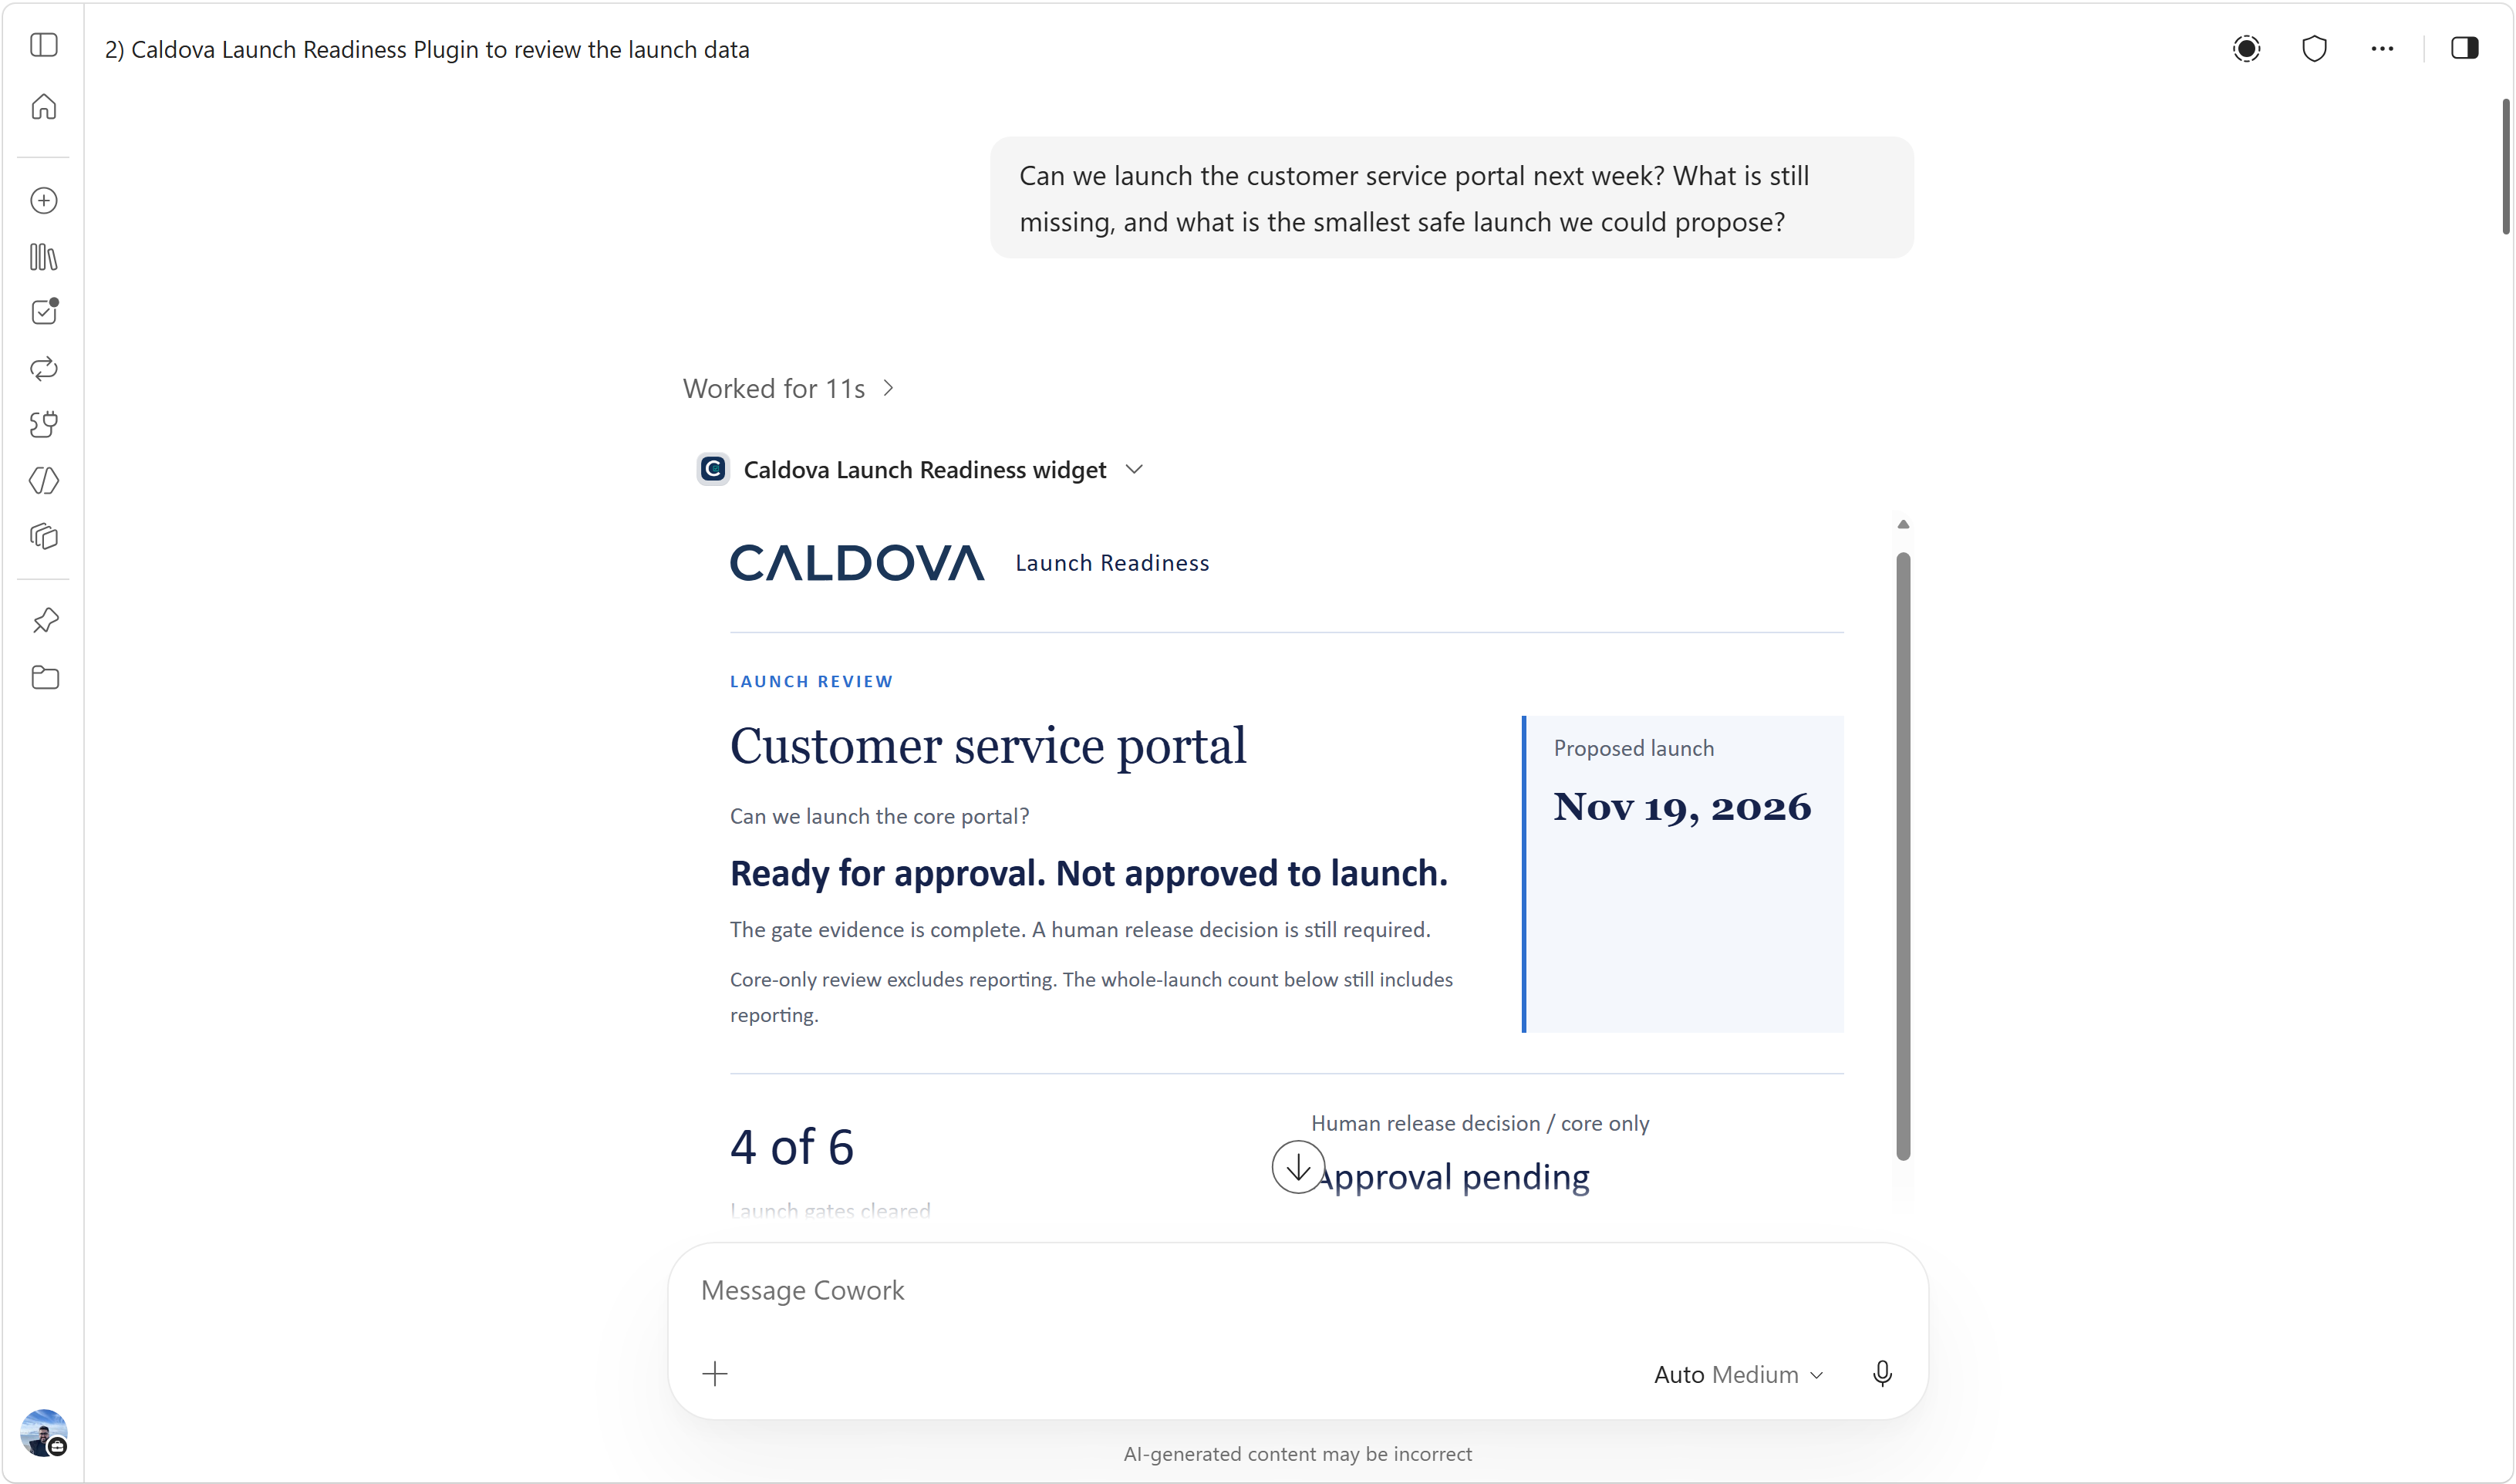 2) Caldova Launch Readiness Plugin to review the launch data
Can we launch the customer service portal next week? What is still
missing, and what is the smallest safe launch we could propose?
Worked for 11s
Caldova Launch Readiness widget
CALDOVA Launch Readiness
LAUNCH REVIEW
Customer service portal
Can we launch the core portal?
Ready for approval. Not approved to launch.
The gate evidence is complete. A human release decision is still required.
Core-only review excludes reporting. The whole-launch count below still includes
reporting.
Proposed launch
Nov 19, 2026
4 of 6
Launch gates cleared
Human release decision / core only
Approval pending
Message Cowork
Auto Medium
AI-generated content may be incorrect